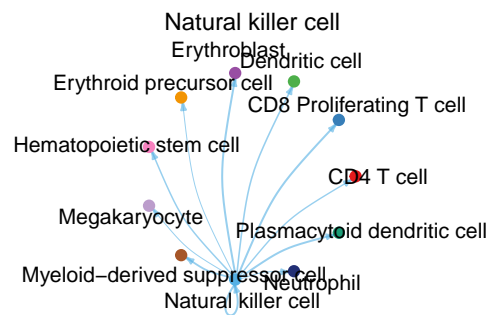 Natural killer cell
Erythroblast
Dendritic cell
Erythroid precursor cell
CD8 Proliferating T cell
Hematopoietic stem cell
CD4 T cell
Megakaryocyte
Plasmacytoid dendritic cell
Myeloid−derived suppressor cell
Neutrophil
Natural killer cell